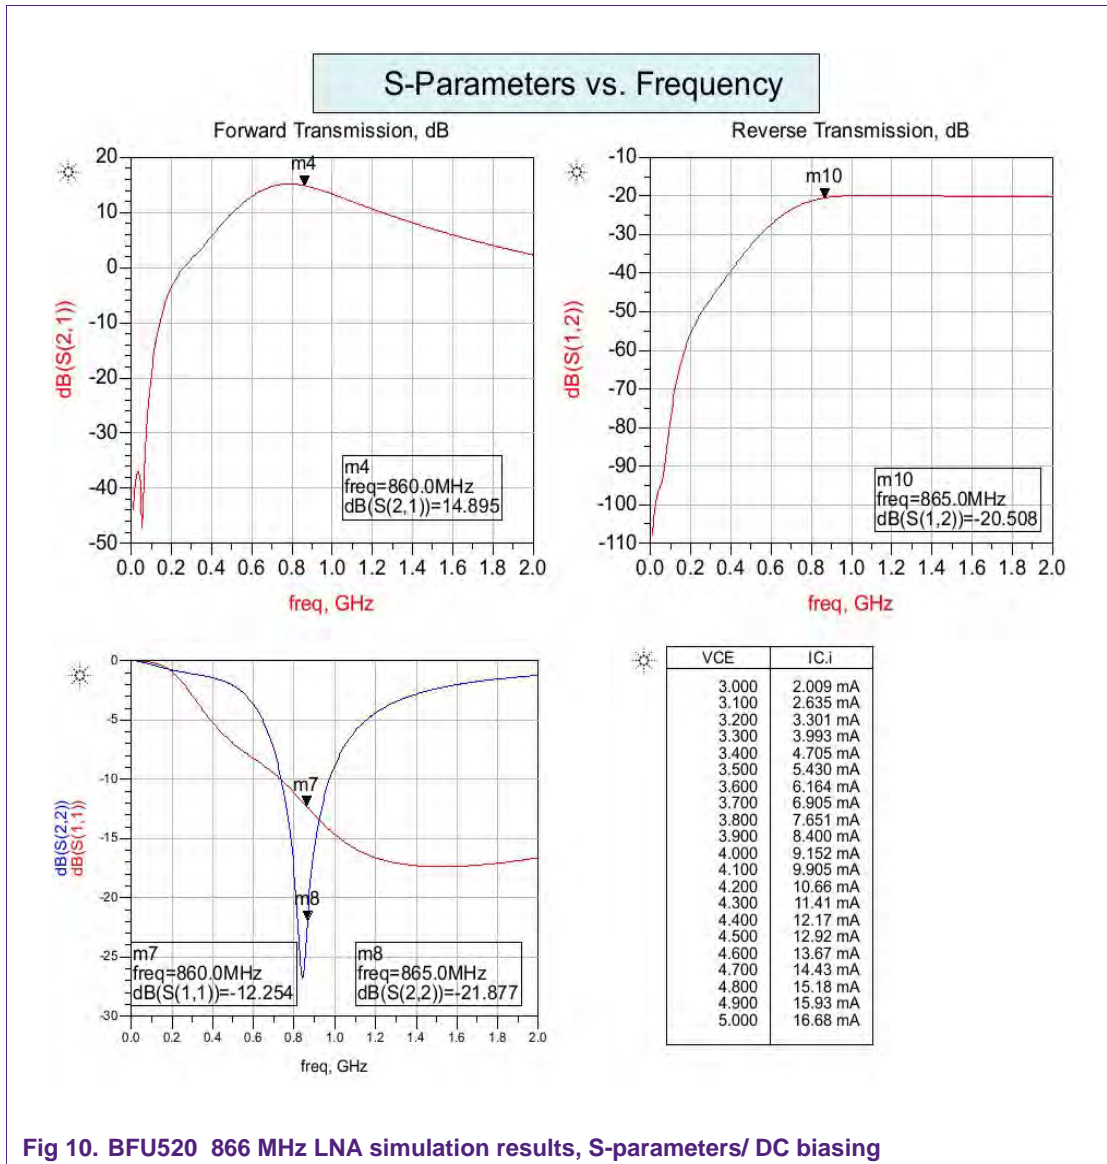 S-Parameters vs. Frequency
Forward Transmission, dB
20
10
0
-10
-20
-30
-40
-50
dB(S(2,1))
m4
m4
freq=860.0MHz
dB(S(2,1))=14.895
0.0 0.2 0.4 0.6 0.8 1.0 1.2 1.4 1.6 1.8 2.0
freq, GHz
Reverse Transmission, dB
-10
-20
-30
-40
-50
-60
-70
-80
-90
-100
-110
dB(S(1,2))
m10
m10
freq=865.0MHz
dB(S(1,2))=-20.508
0.0 0.2 0.4 0.6 0.8 1.0 1.2 1.4 1.6 1.8 2.0
freq, GHz
0
-5
-10
-15
-20
-25
-30
dB(S(2,2))
dB(S(1,1))
m7
m8
m7
freq=860.0MHz
dB(S(1,1))=-12.254
m8
freq=865.0MHz
dB(S(2,2))=-21.877
0.0 0.2 0.4 0.6 0.8 1.0 1.2 1.4 1.6 1.8 2.0
freq, GHz
VCE IC.i
3.000 2.009 mA
3.100 2.635 mA
3.200 3.301 mA
3.300 3.993 mA
3.400 4.705 mA
3.500 5.430 mA
3.600 6.164 mA
3.700 6.905 mA
3.800 7.651 mA
3.900 8.400 mA
4.000 9.152 mA
4.100 9.905 mA
4.200 10.66 mA
4.300 11.41 mA
4.400 12.17 mA
4.500 12.92 mA
4.600 13.67 mA
4.700 14.43 mA
4.800 15.18 mA
4.900 15.93 mA
5.000 16.68 mA
Fig 10. BFU520 866 MHz LNA simulation results, S-parameters/ DC biasing